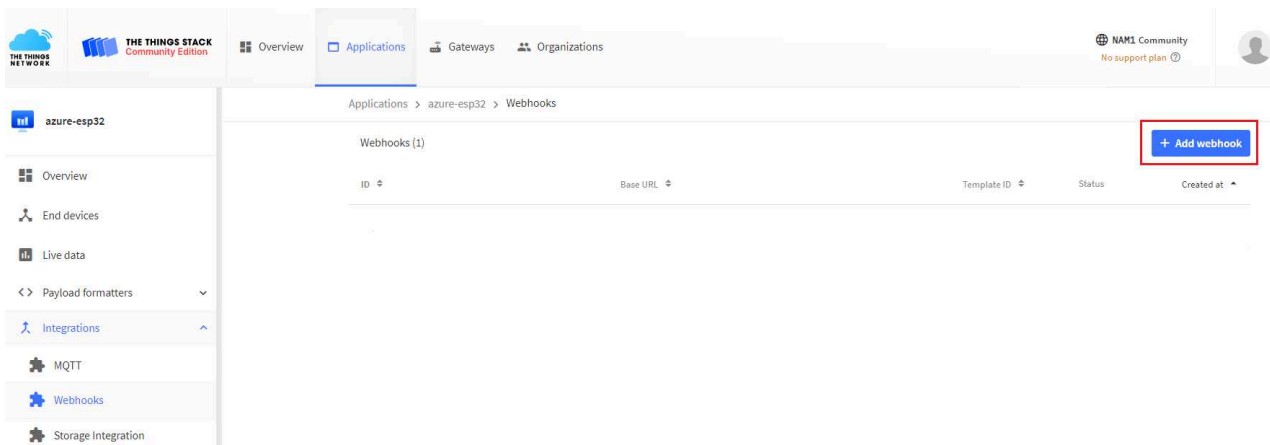 THE THINGS
NETWORK
THE THINGS STACK
Community Edition
Overview
Applications
Gateways
Organizations
NAM1 Community
No support plan
azure-esp32
Applications > azure-esp32 > Webhooks
Webhooks (1)
+ Add webhook
ID
Base URL
Template ID
Status
Created at
Overview
End devices
Live data
<> Payload formatters
Integrations
MQTT
Webhooks
Storage Integration